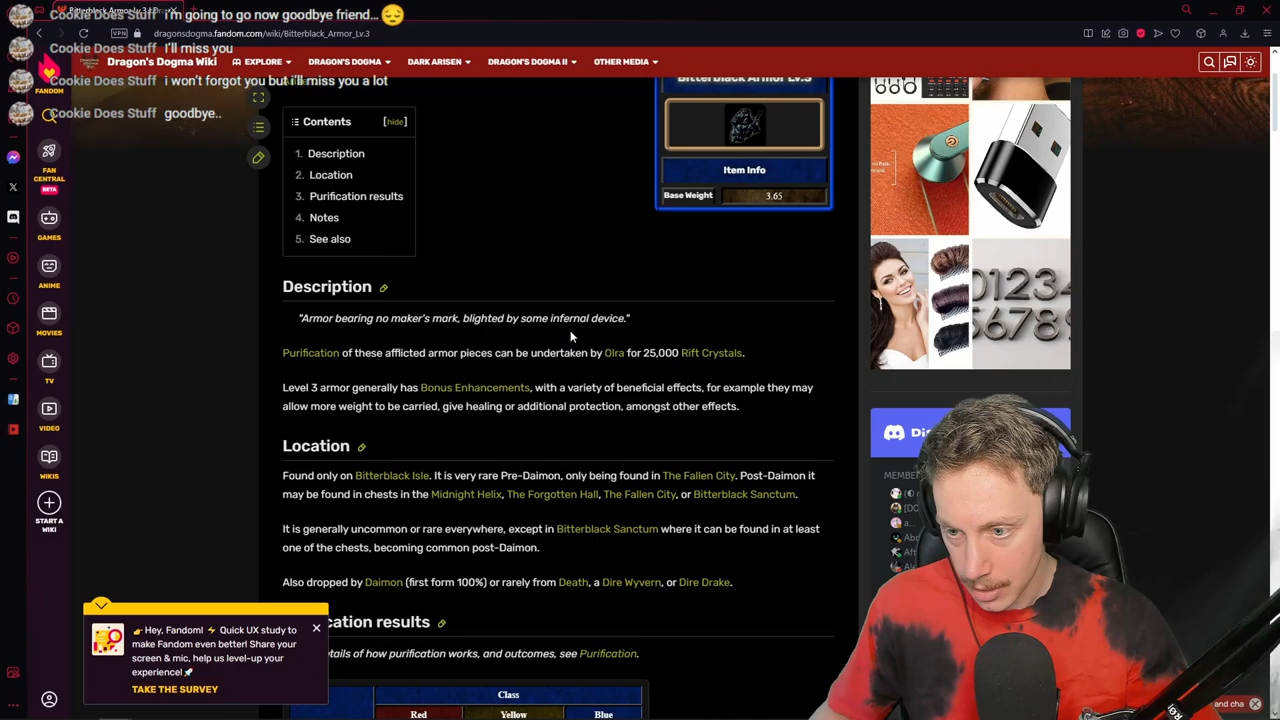 Cookie Does Stuff i'm going to go now goodbye friend... 😔
Cookie Does Stuff I'll miss you
Cookie Does Stuff i won't forgot you but i'll miss you a lot
Cookie Does Stuff goodbye..
VPN
dragonsdogma.fandom.com/wiki/Bitterblack_Armor_Lv.3
Dragon's Dogma Wiki
EXPLORE
DRAGON'S DOGMA
DARK ARISEN
DRAGON'S DOGMA II
OTHER MEDIA
FANDOM
FAN CENTRAL
BETA
GAMES
ANIME
MOVIES
TV
VIDEO
WIKIS
START A WIKI
Contents [hide]
1. Description
2. Location
3. Purification results
4. Notes
5. See also
Bitterblack Armor Lv.3
Item Info
Base Weight 3.65
Description
"Armor bearing no maker's mark, blighted by some infernal device."
Purification of these afflicted armor pieces can be undertaken by Olra for 25,000 Rift Crystals.
Level 3 armor generally has Bonus Enhancements, with a variety of beneficial effects, for example they may
allow more weight to be carried, give healing or additional protection, amongst other effects.
Location
Found only on Bitterblack Isle. It is very rare Pre-Daimon, only being found in The Fallen City. Post-Daimon it
may be found in chests in the Midnight Helix, The Forgotten Hall, The Fallen City, or Bitterblack Sanctum.
It is generally uncommon or rare everywhere, except in Bitterblack Sanctum where it can be found in at least
one of the chests, becoming common post-Daimon.
Also dropped by Daimon (first form 100%) or rarely from Death, a Dire Wyvern, or Dire Drake.
cation results
etails of how purification works, and outcomes, see Purification.
Class
Red Yellow Blue
👉 Hey, Fandom! ⚡ Quick UX study to
make Fandom even better! Share your
screen & mic, help us level-up your
experience! 🚀
TAKE THE SURVEY
01234
56789
Di
MEMBE
and cha